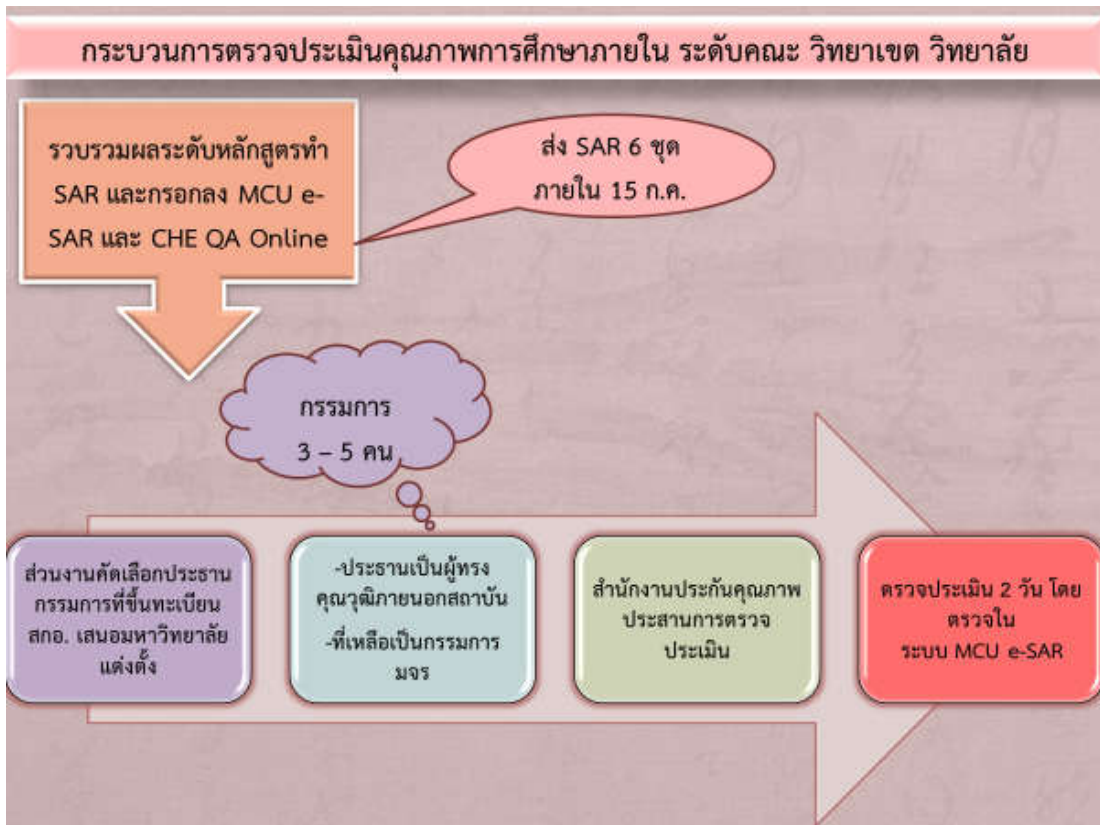 กระบวนการตรวจประเมินคุณภาพการศึกษาภายใน ระดับคณะ วิทยาเขต วิทยาลัย
รวบรวมผลระดับหลักสูตรทำ
SAR และกรอกลง MCU e-
SAR และ CHE QA Online
ส่ง SAR 6 ชุด
ภายใน 15 ก.ค.
กรรมการ
3 – 5 คน
ส่วนงานคัดเลือกประธาน
กรรมการที่ขึ้นทะเบียน
สกอ. เสนอมหาวิทยาลัย
แต่งตั้ง
-ประธานเป็นผู้ทรง
คุณวุฒิภายนอกสถาบัน
-ที่เหลือเป็นกรรมการ
มจร
สำนักงานประกันคุณภาพ
ประสานการตรวจ
ประเมิน
ตรวจประเมิน 2 วัน โดย
ตรวจใน
ระบบ MCU e-SAR